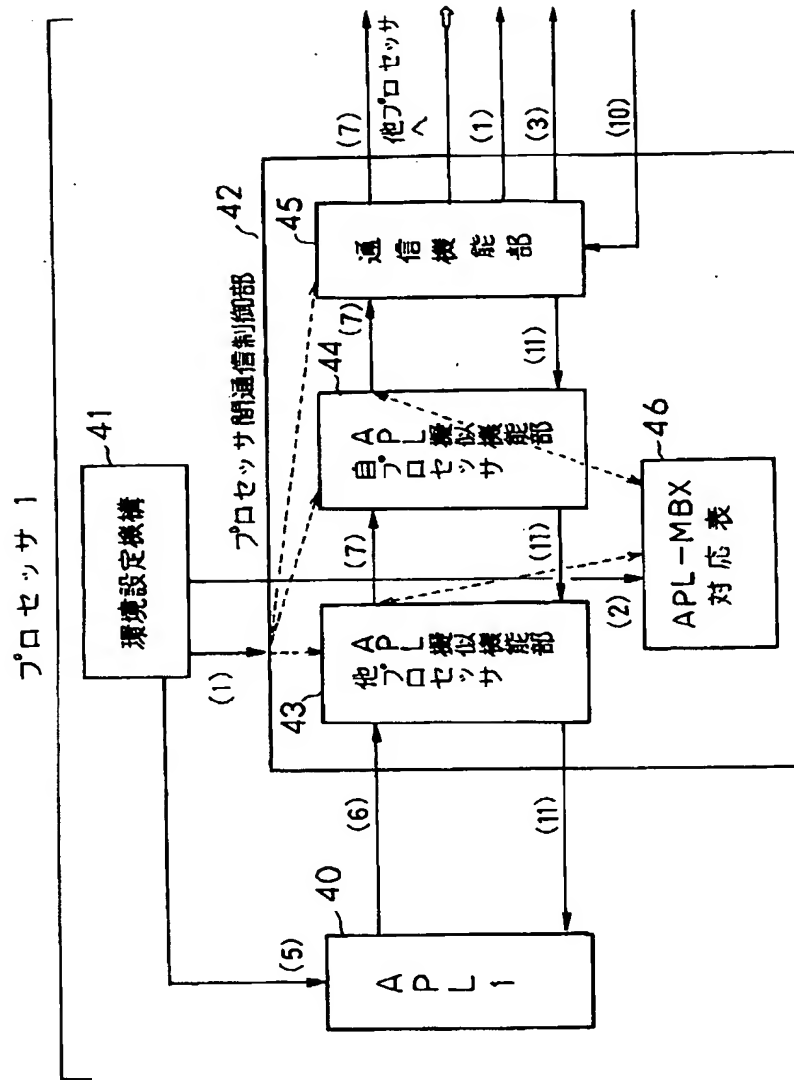 プロセッサ 1
環境設定機構
41
(1)
(2)
(5)
プロセッサ間通信制御部
42
40
APL1
(6)
(11)
43
他プロセッサ
APL擬似機能部
(7)
(11)
44
自プロセッサ
APL擬似機能部
(7)
(11)
45
通信機能部
46
APL-MBX
対応表
(7)
他プロセッサ
へ
(1)
(3)
(10)